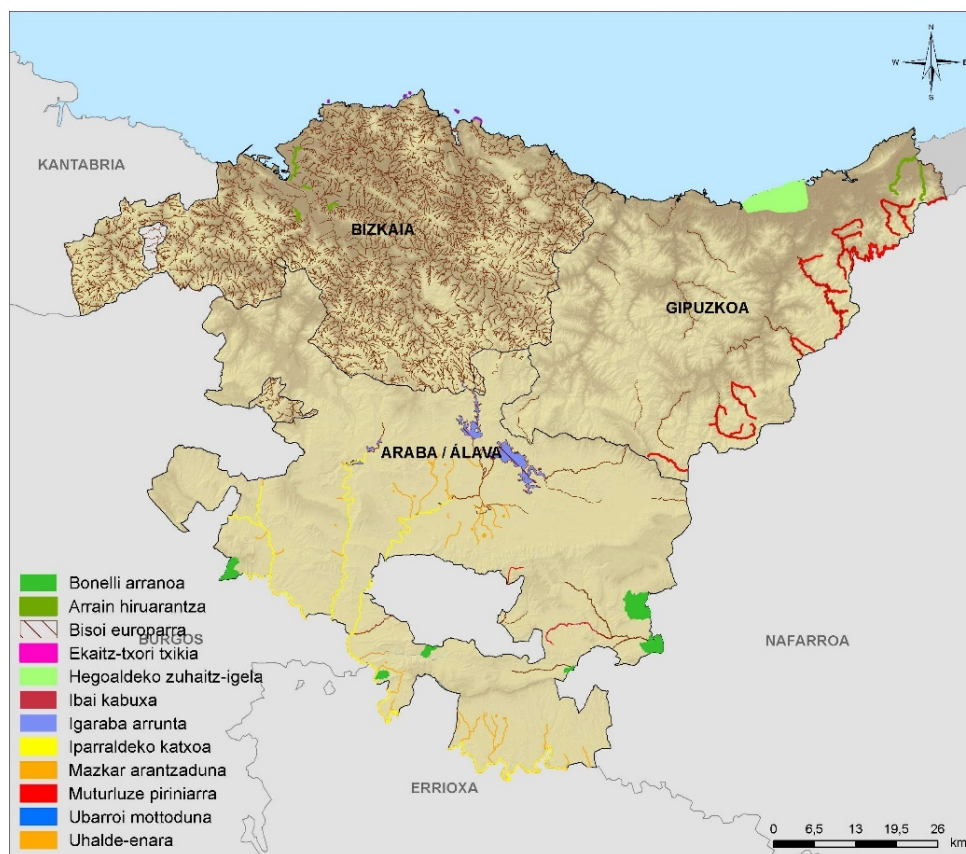 N
W E
S
KANTABRIA
BIZKAIA
GIPUZKOA
ARABA / ÁLAVA
BURGOS
NAFARROA
ERRIOXA
Bonelli arranoa
Arrain hiruarantza
Bisoi europarra
Ekaitz-txori txikia
Hegoaldeko zuhaitz-igela
Ibai kabuxa
Igaraba arrunta
Iparraldeko katxoa
Mazkar arantzaduna
Muturluze piriniarra
Ubarroi mottoduna
Uhalde-enara
0 6,5 13 19,5 26
km